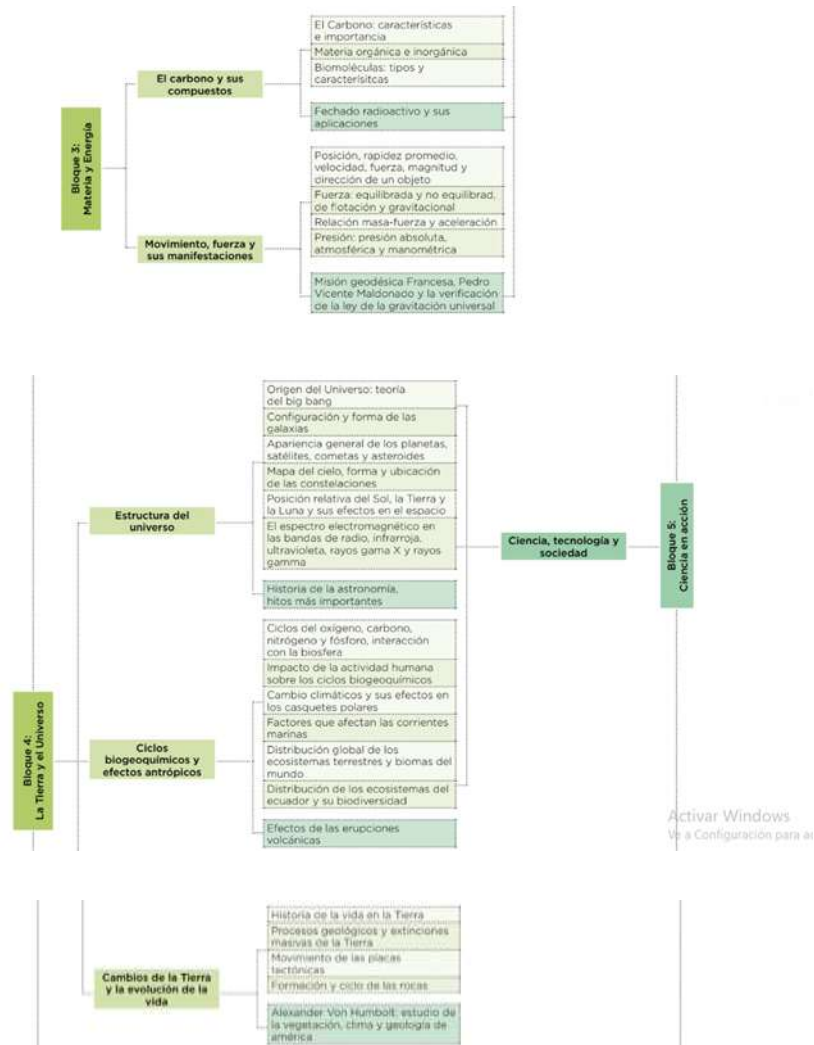 El Carbono: características
e importancia
Materia orgánica e inorgánica
Biomoléculas: tipos y
caracterísitcas
Fechado radioactivo y sus
aplicaciones
El carbono y sus
compuestos
Bloque 3:
Materia y Energía
Posición, rapidez promedio,
velocidad, fuerza, magnitud y
dirección de un objeto
Fuerza: equilibrada y no equilibrad,
de flotación y gravitacional
Relación masa-fuerza y aceleración
Presión: presión absoluta,
atmosférica y manométrica
Movimiento, fuerza y
sus manifestaciones
Misión geodésica Francesa, Pedro
Vicente Maldonado y la verificación
de la ley de la gravitación universal
Origen del Universo: teoría
del big bang
Configuración y forma de las
galaxias
Apariencia general de los planetas,
satélites, cometas y asteroides
Mapa del cielo, forma y ubicación
de las constelaciones
Posición relativa del Sol, la Tierra y
la Luna y sus efectos en el espacio
El espectro electromagnético en
las bandas de radio, infrarroja,
ultravioleta, rayos gama X y rayos
gamma
Historia de la astronomía,
hitos más importantes
Estructura del
universo
Ciencia, tecnología y
sociedad
Bloque 5:
Ciencia en acción
Ciclos del oxígeno, carbono,
nitrógeno y fósforo, interacción
con la biosfera
Impacto de la actividad humana
sobre los ciclos biogeoquímicos
Cambio climáticos y sus efectos en
los casquetes polares
Factores que afectan las corrientes
marinas
Distribución global de los
ecosistemas terrestres y biomas del
mundo
Distribución de los ecosistemas del
ecuador y su biodiversidad
Efectos de las erupciones
volcánicas
Bloque 4:
La Tierra y el Universo
Ciclos
biogeoquímicos y
efectos antrópicos
Activar Windows
Ve a Configuración para
Historia de la vida en la Tierra
Procesos geológicos y extinciones
masivas de la Tierra
Movimiento de las placas
tectónicas
Formación y ciclo de las rocas
Cambios de la Tierra
y la evolución de la
vida
Alexander Von Humbolt: estudio de
la vegetación, clima y geología de
américa